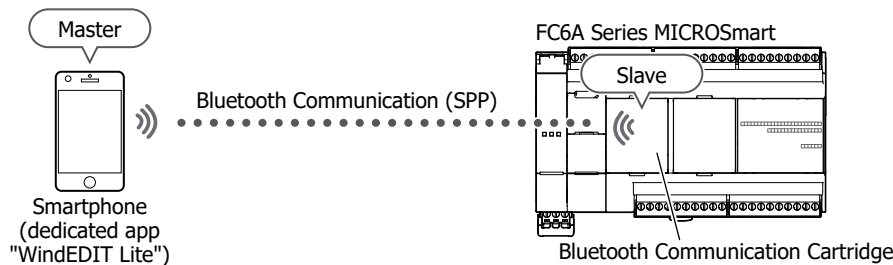 Master
FC6A Series MICROSmart
Slave
Bluetooth Communication (SPP)
Smartphone
(dedicated app
"WindEDIT Lite")
Bluetooth Communication Cartridge